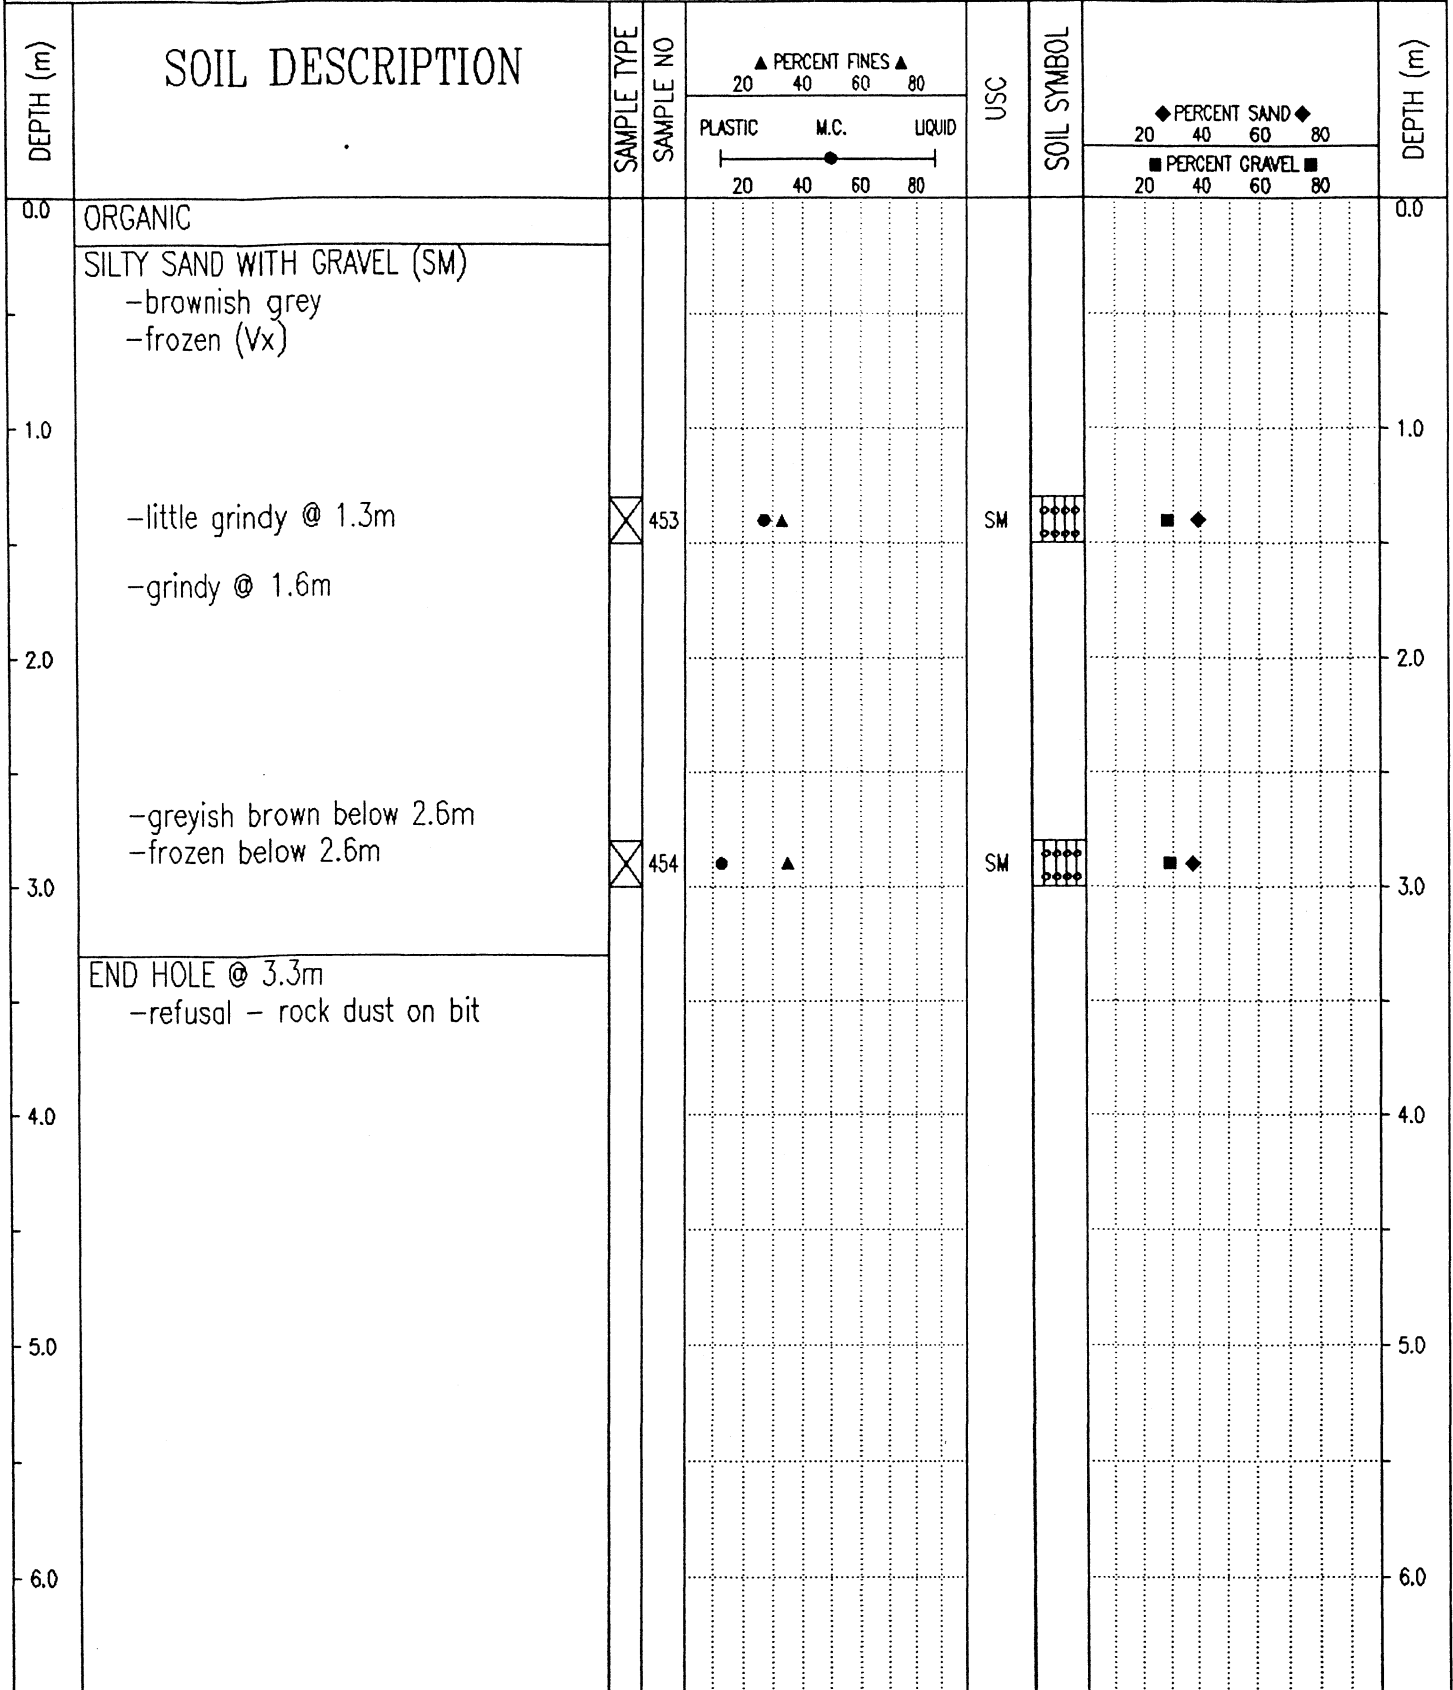 DEPTH (m)
SOIL DESCRIPTION
SAMPLE TYPE
SAMPLE NO
▲ PERCENT FINES ▲
20 40 60 80
PLASTIC M.C. LIQUID
20 40 60 80
USC
SOIL SYMBOL
◆ PERCENT SAND ◆
20 40 60 80
■ PERCENT GRAVEL ■
20 40 60 80
DEPTH (m)
0.0 ORGANIC 0.0
SILTY SAND WITH GRAVEL (SM)
-brownish grey
-frozen (Vx)
1.0 1.0
-little grindy @ 1.3m 453 SM
-grindy @ 1.6m
2.0 2.0
-greyish brown below 2.6m
-frozen below 2.6m 454 SM
3.0 3.0
END HOLE @ 3.3m
-refusal - rock dust on bit
4.0 4.0
5.0 5.0
6.0 6.0